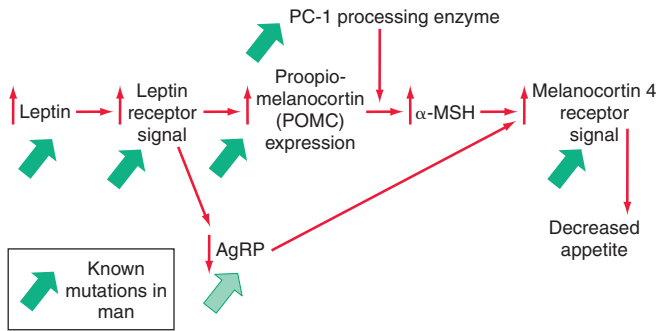 PC-1 processing enzyme
Leptin
Leptin
receptor
signal
Proopio-
melanocortin
(POMC)
expression
α-MSH
Melanocortin 4
receptor
signal
AgRP
Decreased
appetite
Known
mutations in
man